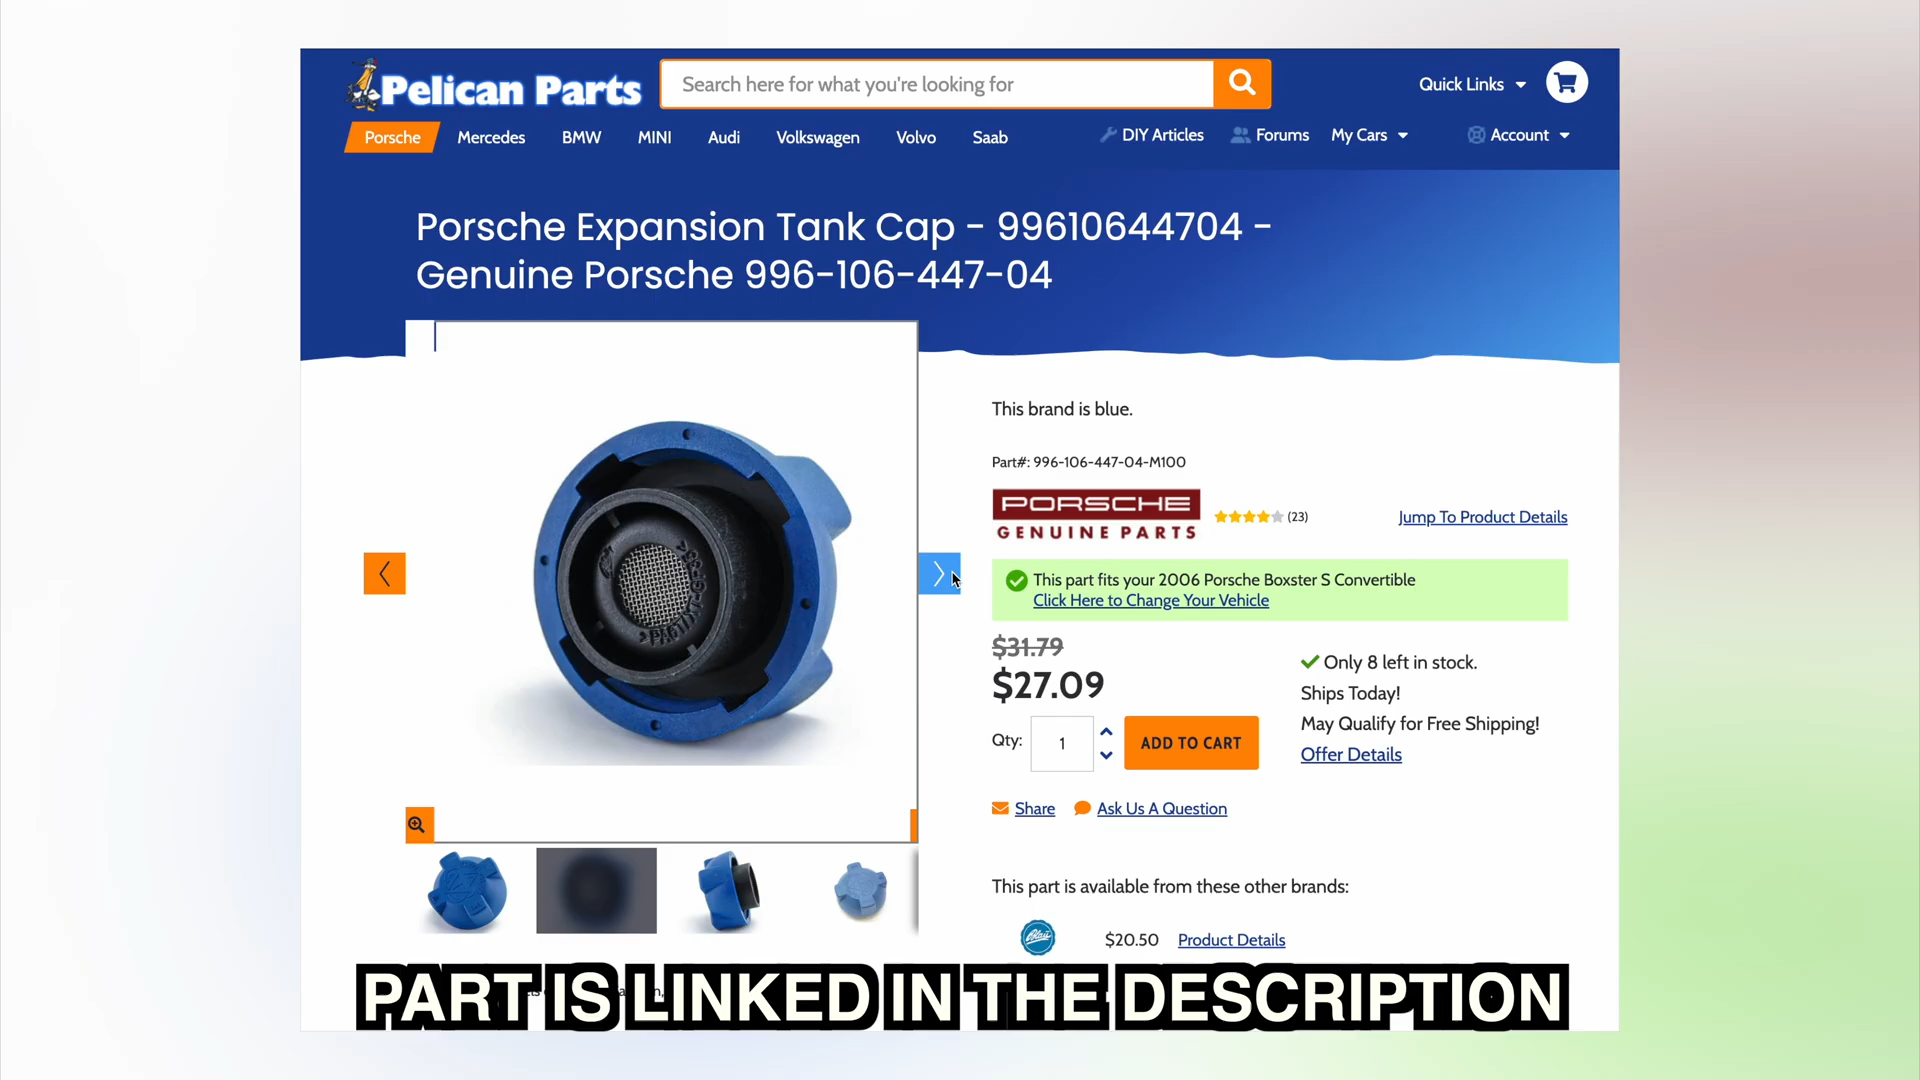 Pelican Parts
Search here for what you're looking for
Quick Links
Porsche
Mercedes
BMW
MINI
Audi
Volkswagen
Volvo
Saab
DIY Articles
Forums
My Cars
Account
Porsche Expansion Tank Cap - 99610644704 -
Genuine Porsche 996-106-447-04
This brand is blue.
Part#: 996-106-447-04-M100
PORSCHE
GENUINE PARTS
(23)
Jump To Product Details
This part fits your 2006 Porsche Boxster S Convertible
Click Here to Change Your Vehicle
$31.79
$27.09
Only 8 left in stock.
Ships Today!
May Qualify for Free Shipping!
Offer Details
Qty:
1
ADD TO CART
Share
Ask Us A Question
This part is available from these other brands:
$20.50
Product Details
PART IS LINKED IN THE DESCRIPTION